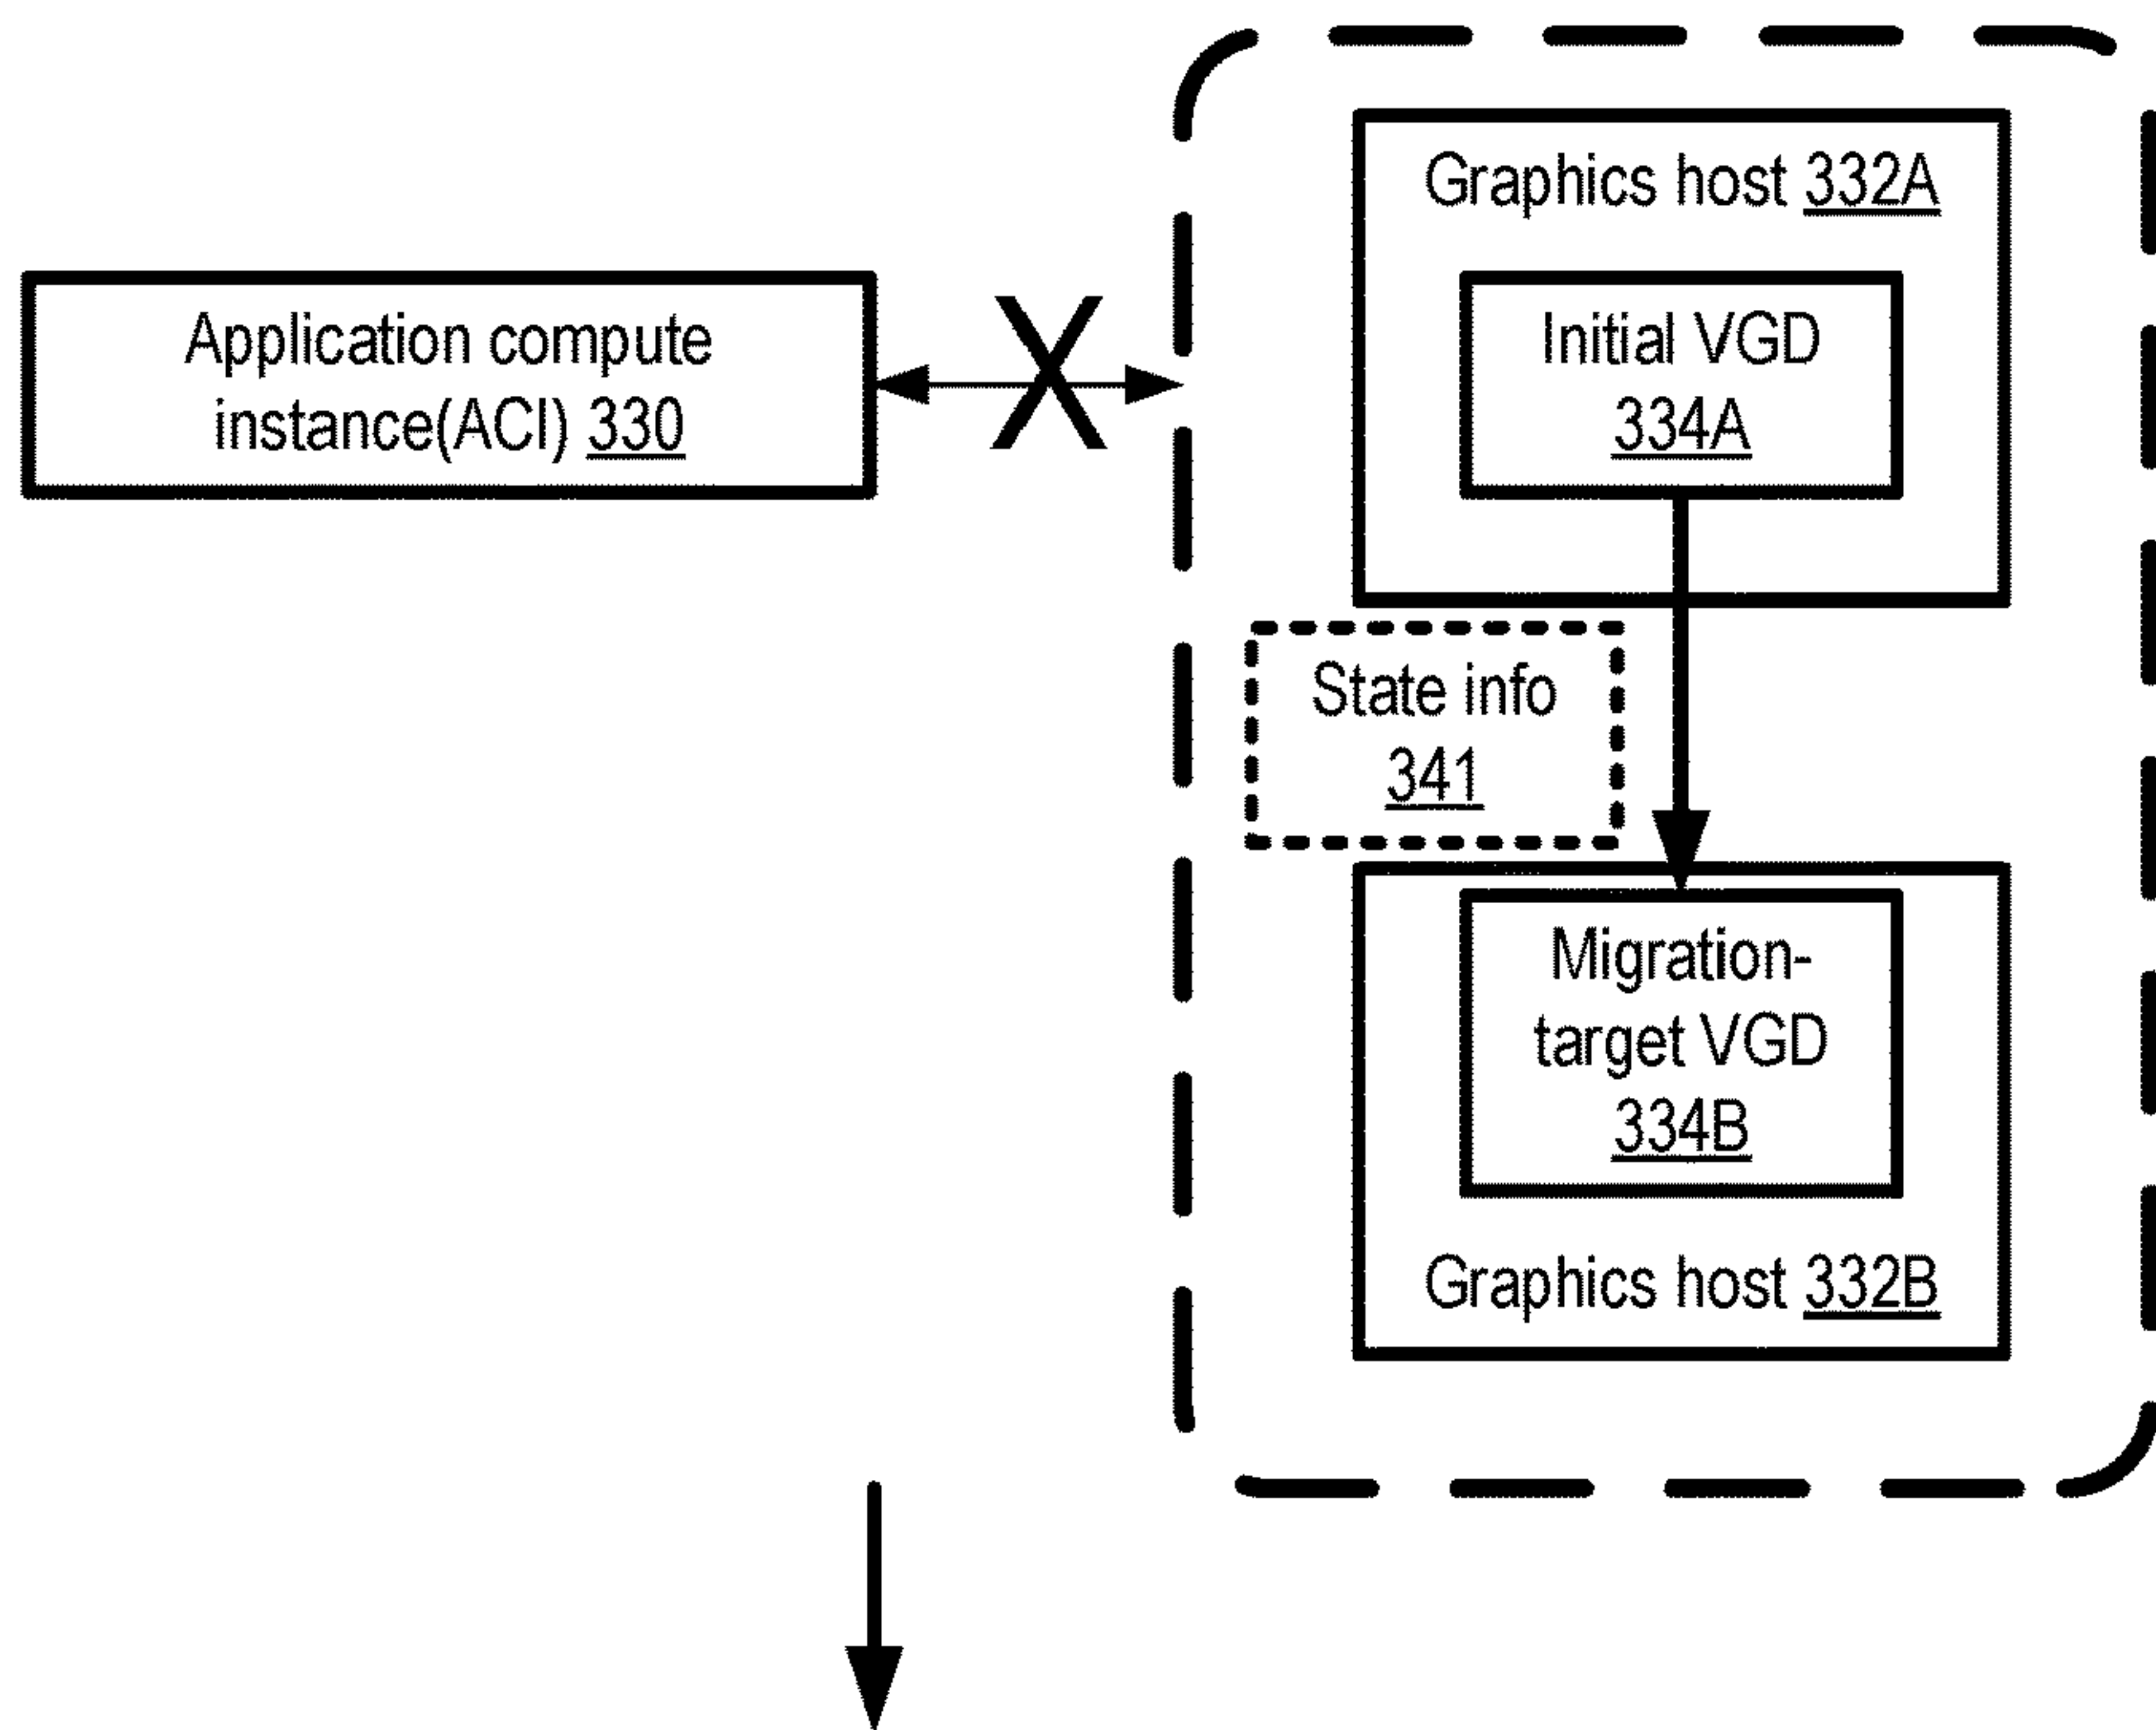 Graphics host 332A
Application compute
instance(ACI) 330
X
Initial VGD
334A
State info
341
Migration-
target VGD
334B
Graphics host 332B